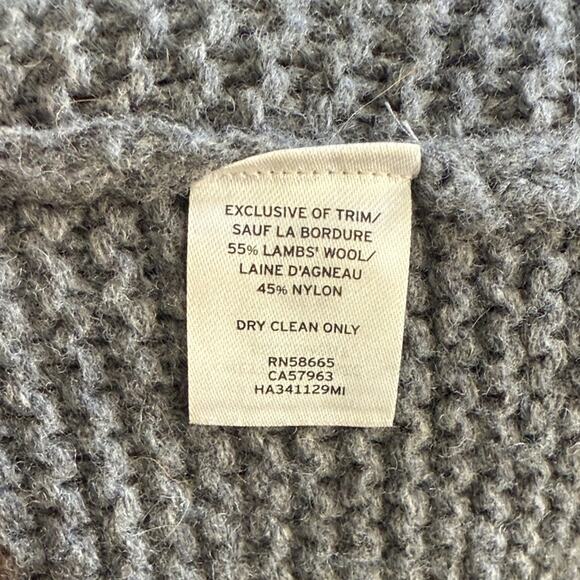 EXCLUSIVE OF TRIM/
SAUF LA BORDURE
55% LAMBS' WOOL/
LAINE D'AGNEAU
45% NYLON
DRY CLEAN ONLY
RN58665
CA57963
HA341129MI